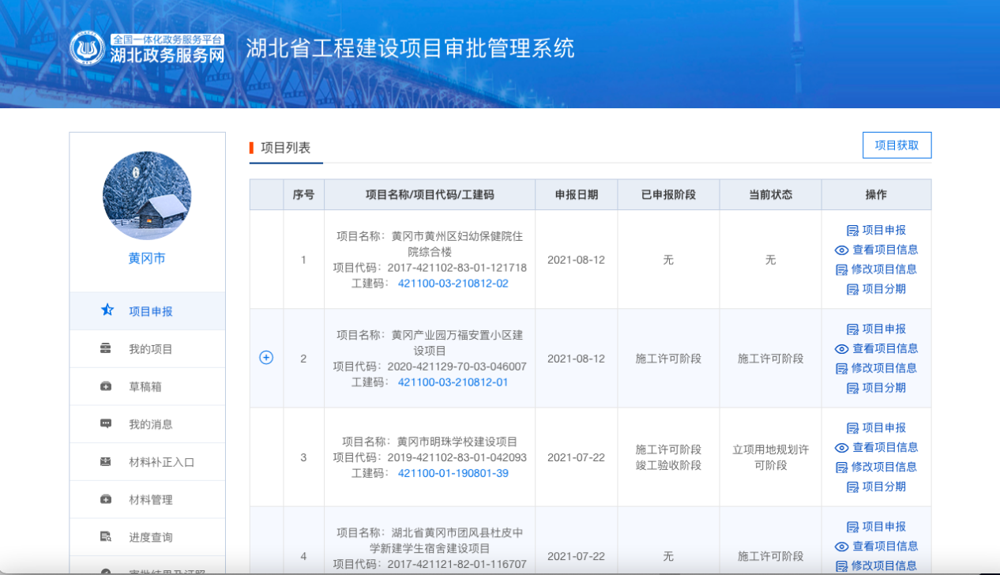 全国一体化政务服务平台
湖北政务服务网
湖北省工程建设项目审批管理系统
黄冈市
项目申报
我的项目
草稿箱
我的消息
材料补正入口
材料管理
进度查询
项目列表
项目获取
序号 项目名称/项目代码/工建码 申报日期 已申报阶段 当前状态 操作
1
项目名称：黄冈市黄州区妇幼保健院住
院综合楼
项目代码：2017-421102-83-01-121718
工建码：421100-03-210812-02
2021-08-12
无
无
项目申报
查看项目信息
修改项目信息
项目分期
2
项目名称：黄冈产业园万福安置小区建
设项目
项目代码：2020-421129-70-03-046007
工建码：421100-03-210812-01
2021-08-12
施工许可阶段
施工许可阶段
项目申报
查看项目信息
修改项目信息
项目分期
3
项目名称：黄冈市明珠学校建设项目
项目代码：2019-421102-83-01-042093
工建码：421100-01-190801-39
2021-07-22
施工许可阶段
竣工验收阶段
立项用地规划许
可阶段
项目申报
查看项目信息
修改项目信息
项目分期
4
项目名称：湖北省黄冈市团风县杜皮中
学新建学生宿舍建设项目
项目代码：2017-421121-82-01-116707
2021-07-22
无
施工许可阶段
项目申报
查看项目信息
修改项目信息